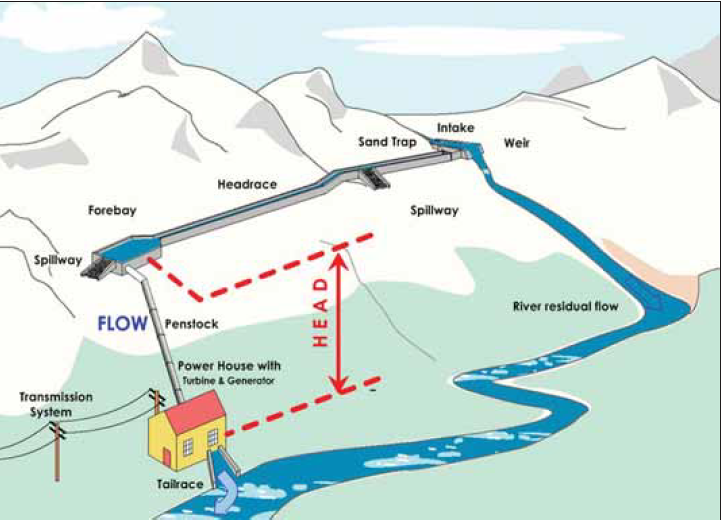 Intake
Sand Trap
Weir
Headrace
Forebay
Spillway
Spillway
HEAD
River residual flow
FLOW
Penstock
Power House with
Turbine & Generator
Transmission
System
Tailrace